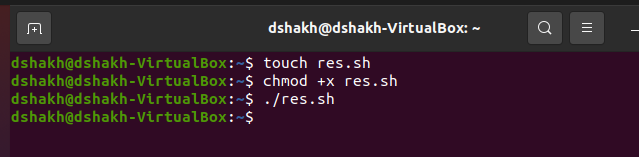 dshakh@dshakh-VirtualBox: ~
dshakh@dshakh-VirtualBox:~$ touch res.sh
dshakh@dshakh-VirtualBox:~$ chmod +x res.sh
dshakh@dshakh-VirtualBox:~$ ./res.sh
dshakh@dshakh-VirtualBox:~$